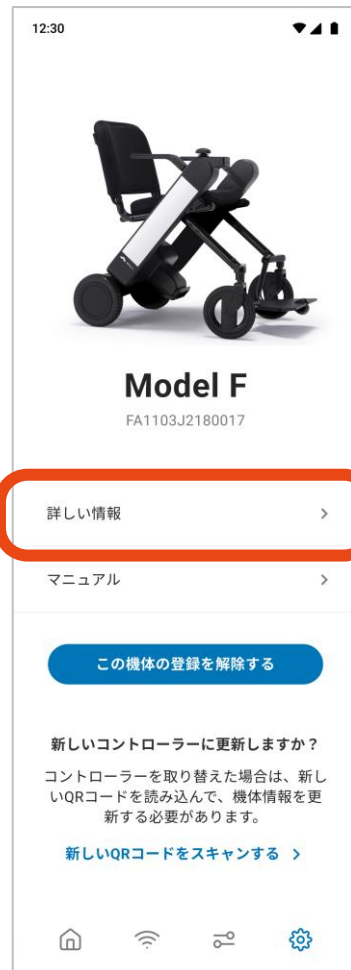 12:30
Model F
FA1103J2180017
詳しい情報
マニュアル
この機体の登録を解除する
新しいコントローラーに更新しますか？
コントローラーを取り替えた場合は、新し
いQRコードを読み込んで、機体情報を更
新する必要があります。
新しいQRコードをスキャンする